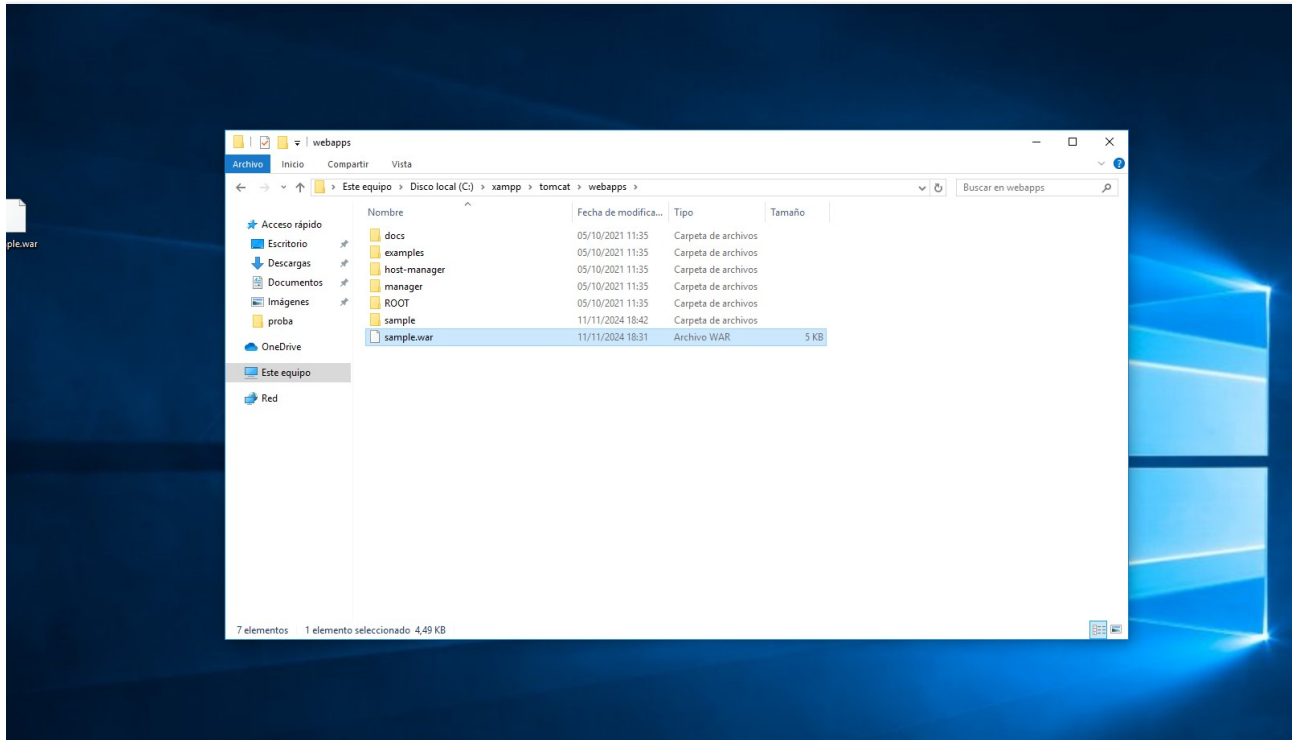 webapps
Archivo Inicio Compartir Vista
Este equipo > Disco local (C:) > xampp > tomcat > webapps >
Buscar en webapps
Nombre Fecha de modifica... Tipo Tamaño
Acceso rápido
Escritorio
Descargas
Documentos
Imágenes
proba
OneDrive
Este equipo
Red
docs 05/10/2021 11:35 Carpeta de archivos
examples 05/10/2021 11:35 Carpeta de archivos
host-manager 05/10/2021 11:35 Carpeta de archivos
manager 05/10/2021 11:35 Carpeta de archivos
ROOT 05/10/2021 11:35 Carpeta de archivos
sample 11/11/2024 18:42 Carpeta de archivos
sample.war 11/11/2024 18:31 Archivo WAR 5 KB
ple.war
7 elementos 1 elemento seleccionado 4,49 KB